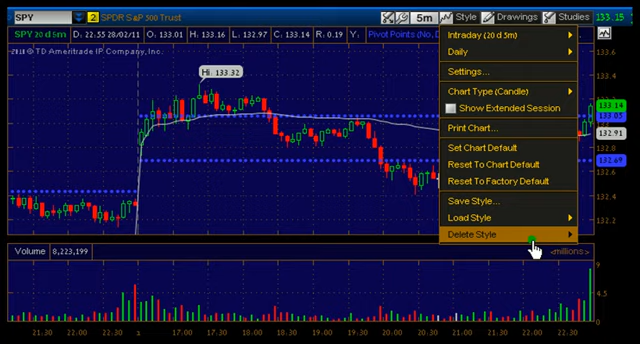 SPY
2
SPDR S&P 500 Trust
5m
Style
Drawings
Studies
133.15
SPY 20 d 5m
D: 22:55 28/02/11
O: 133.01
H: 133.16
L: 132.97
C: 133.14
R: 0.19
Pivot Points (No, D
© TD Ameritrade IP Company, Inc.
Hi: 133.32
Intraday (20 d 5m)
Daily
Settings...
Chart Type (Candle)
Show Extended Session
Print Chart...
Set Chart Default
Reset To Chart Default
Reset To Factory Default
Save Style...
Load Style
Delete Style
133.6
133.4
133.14
133.05
132.91
132.69
132.4
132.2
Volume
8,223,199
<millions>
9
4.5
0
21:30
22:00
22:30
17:00
17:30
18:00
18:30
19:00
19:30
20:00
20:30
21:00
21:30
22:00
22:30